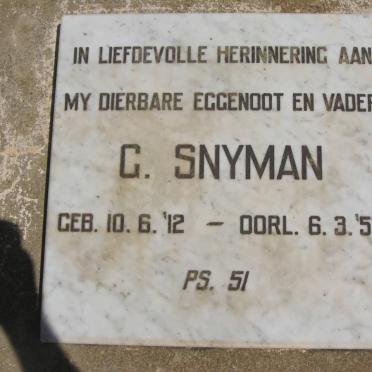 IN LIEFDEVOLLE HERINNERING AAN
MY DIERBARE EGGENOOT EN VADER
G. SNYMAN
GEB. 10. 6. '12 — OORL. 6. 3. '5
PS. 51